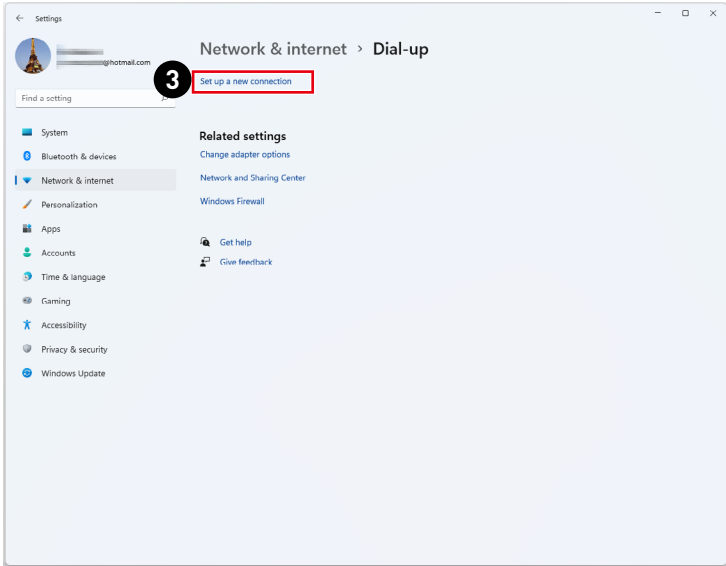 Settings
@hotmail.com
Find a setting
System
Bluetooth & devices
Network & internet
Personalization
Apps
Accounts
Time & language
Gaming
Accessibility
Privacy & security
Windows Update
Network & internet > Dial-up
3
Set up a new connection
Related settings
Change adapter options
Network and Sharing Center
Windows Firewall
Get help
Give feedback